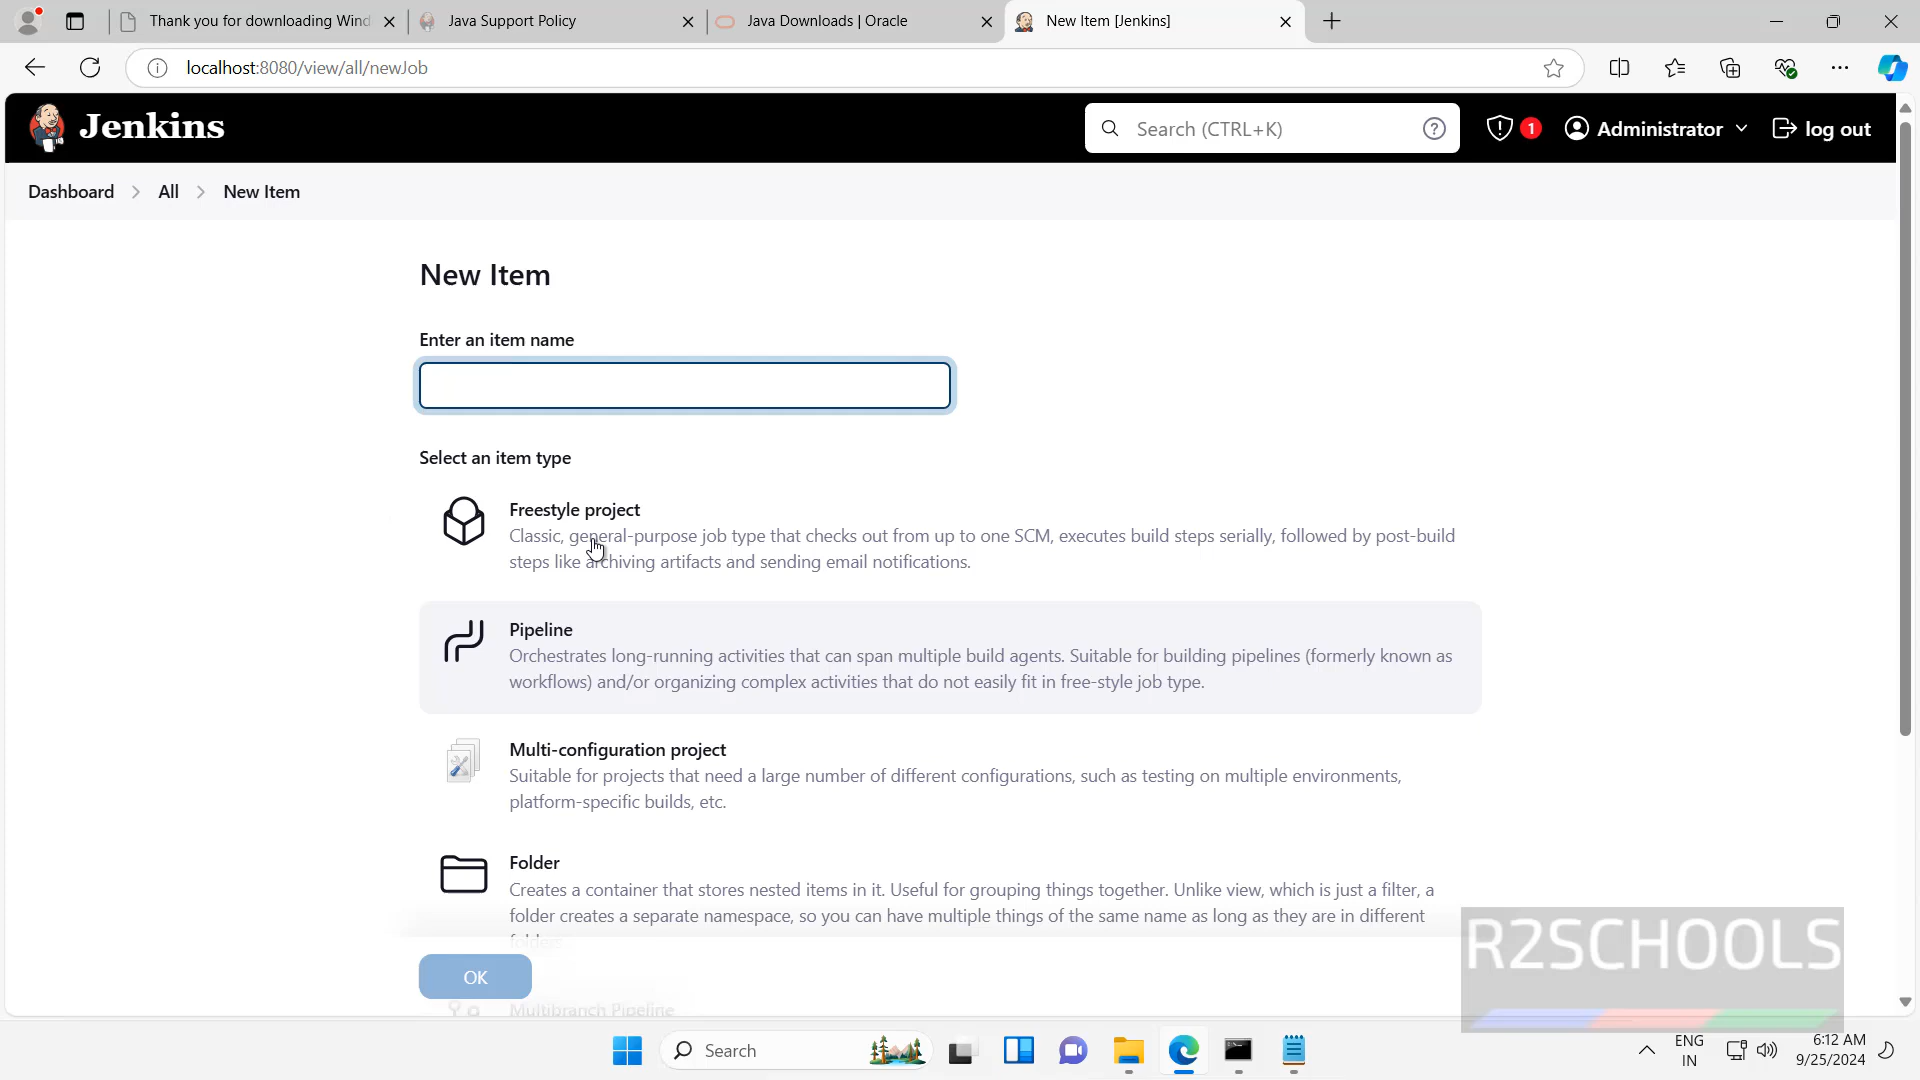 Thank you for downloading Wind
Java Support Policy
Java Downloads | Oracle
New Item [Jenkins]
localhost:8080/view/all/newJob
Jenkins
Search (CTRL+K)
1
Administrator
log out
Dashboard
All
New Item
New Item
Enter an item name
Select an item type
Freestyle project
Classic, general-purpose job type that checks out from up to one SCM, executes build steps serially, followed by post-build
steps like archiving artifacts and sending email notifications.
Pipeline
Orchestrates long-running activities that can span multiple build agents. Suitable for building pipelines (formerly known as
workflows) and/or organizing complex activities that do not easily fit in free-style job type.
Multi-configuration project
Suitable for projects that need a large number of different configurations, such as testing on multiple environments,
platform-specific builds, etc.
Folder
Creates a container that stores nested items in it. Useful for grouping things together. Unlike view, which is just a filter, a
folder creates a separate namespace, so you can have multiple things of the same name as long as they are in different
folders.
OK
Multibranch Pipeline
R2SCHOOLS
Search
ENG
IN
6:12 AM
9/25/2024